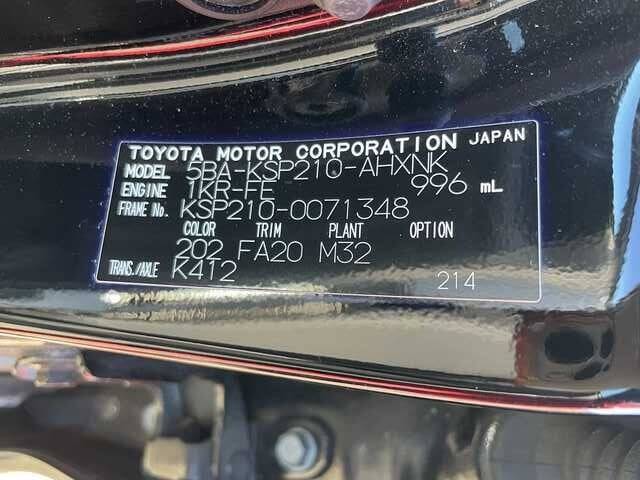 TOYOTA MOTOR CORPORATION JAPAN
MODEL 5BA-KSP210-AHXNK
ENGINE 1KR-FE 996 mL
FRAME No. KSP210-0071348
COLOR TRIM PLANT OPTION
202 FA20 M32
TRANS./AXLE K412 214